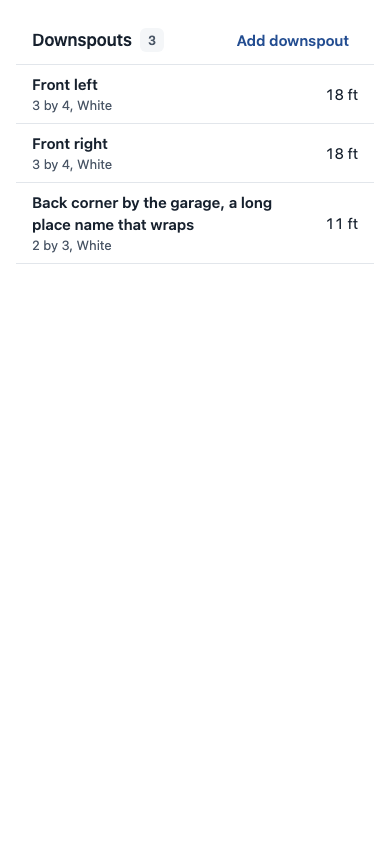 Downspouts 3 Add downspout
Front left
3 by 4, White
18 ft
Front right
3 by 4, White
18 ft
Back corner by the garage, a long
place name that wraps
2 by 3, White
11 ft